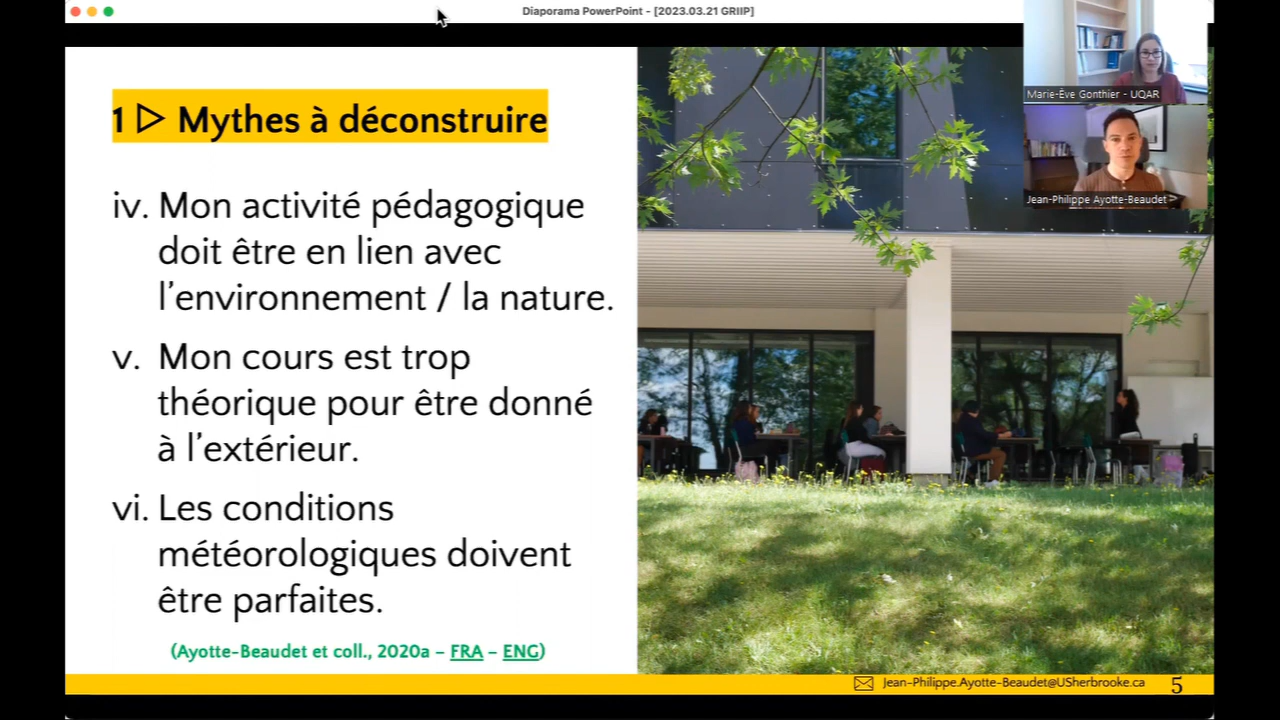 Diaporama PowerPoint - [2023.03.21 GRIIP]
Marie-Ève Gonthier - UQAR
Jean-Philippe Ayotte-Beaudet
1 ▷ Mythes à déconstruire
iv. Mon activité pédagogique
doit être en lien avec
l’environnement / la nature.
v. Mon cours est trop
théorique pour être donné
à l’extérieur.
vi. Les conditions
météorologiques doivent
être parfaites.
(Ayotte-Beaudet et coll., 2020a – FRA – ENG)
Jean-Philippe.Ayotte-Beaudet@USherbrooke.ca 5